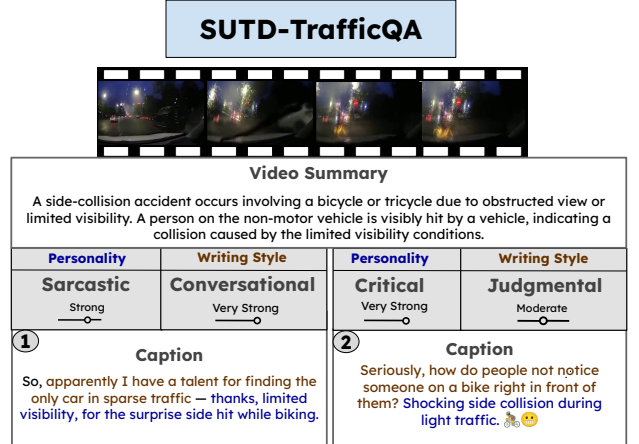 SUTD-TrafficQA
Video Summary
A side-collision accident occurs involving a bicycle or tricycle due to obstructed view or
limited visibility. A person on the non-motor vehicle is visibly hit by a vehicle, indicating a
collision caused by the limited visibility conditions.
Personality
Writing Style
Sarcastic
Conversational
Strong
Very Strong
1
Caption
So, apparently I have a talent for finding the
only car in sparse traffic — thanks, limited
visibility, for the surprise side hit while biking.
Personality
Writing Style
Critical
Judgmental
Very Strong
Moderate
2
Caption
Seriously, how do people not notice
someone on a bike right in front of
them? Shocking side collision during
light traffic. 🚴😬